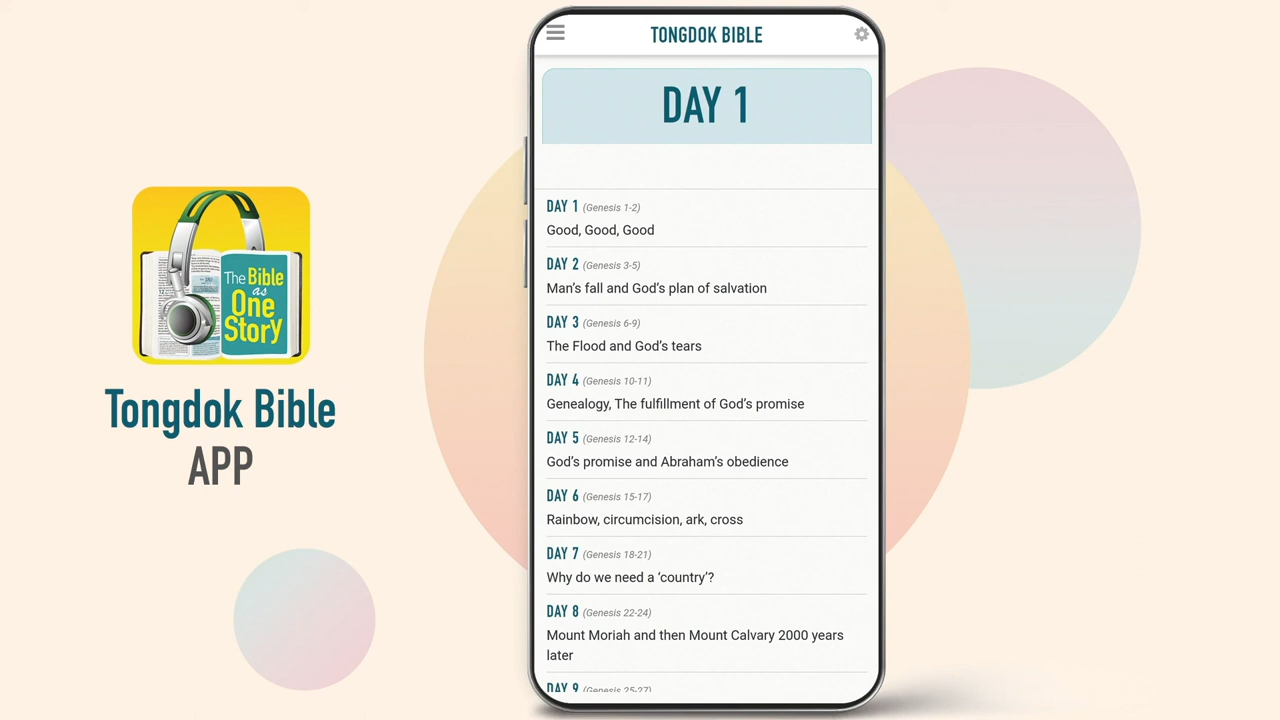 The Bible
as
One
Story
Tongdok Bible
APP
TONGDOK BIBLE
DAY 1
DAY 1 (Genesis 1-2)
Good, Good, Good
DAY 2 (Genesis 3-5)
Man’s fall and God’s plan of salvation
DAY 3 (Genesis 6-9)
The Flood and God’s tears
DAY 4 (Genesis 10-11)
Genealogy, The fulfillment of God’s promise
DAY 5 (Genesis 12-14)
God’s promise and Abraham’s obedience
DAY 6 (Genesis 15-17)
Rainbow, circumcision, ark, cross
DAY 7 (Genesis 18-21)
Why do we need a ‘country’?
DAY 8 (Genesis 22-24)
Mount Moriah and then Mount Calvary 2000 years
later
DAY 9 (Genesis 25-27)